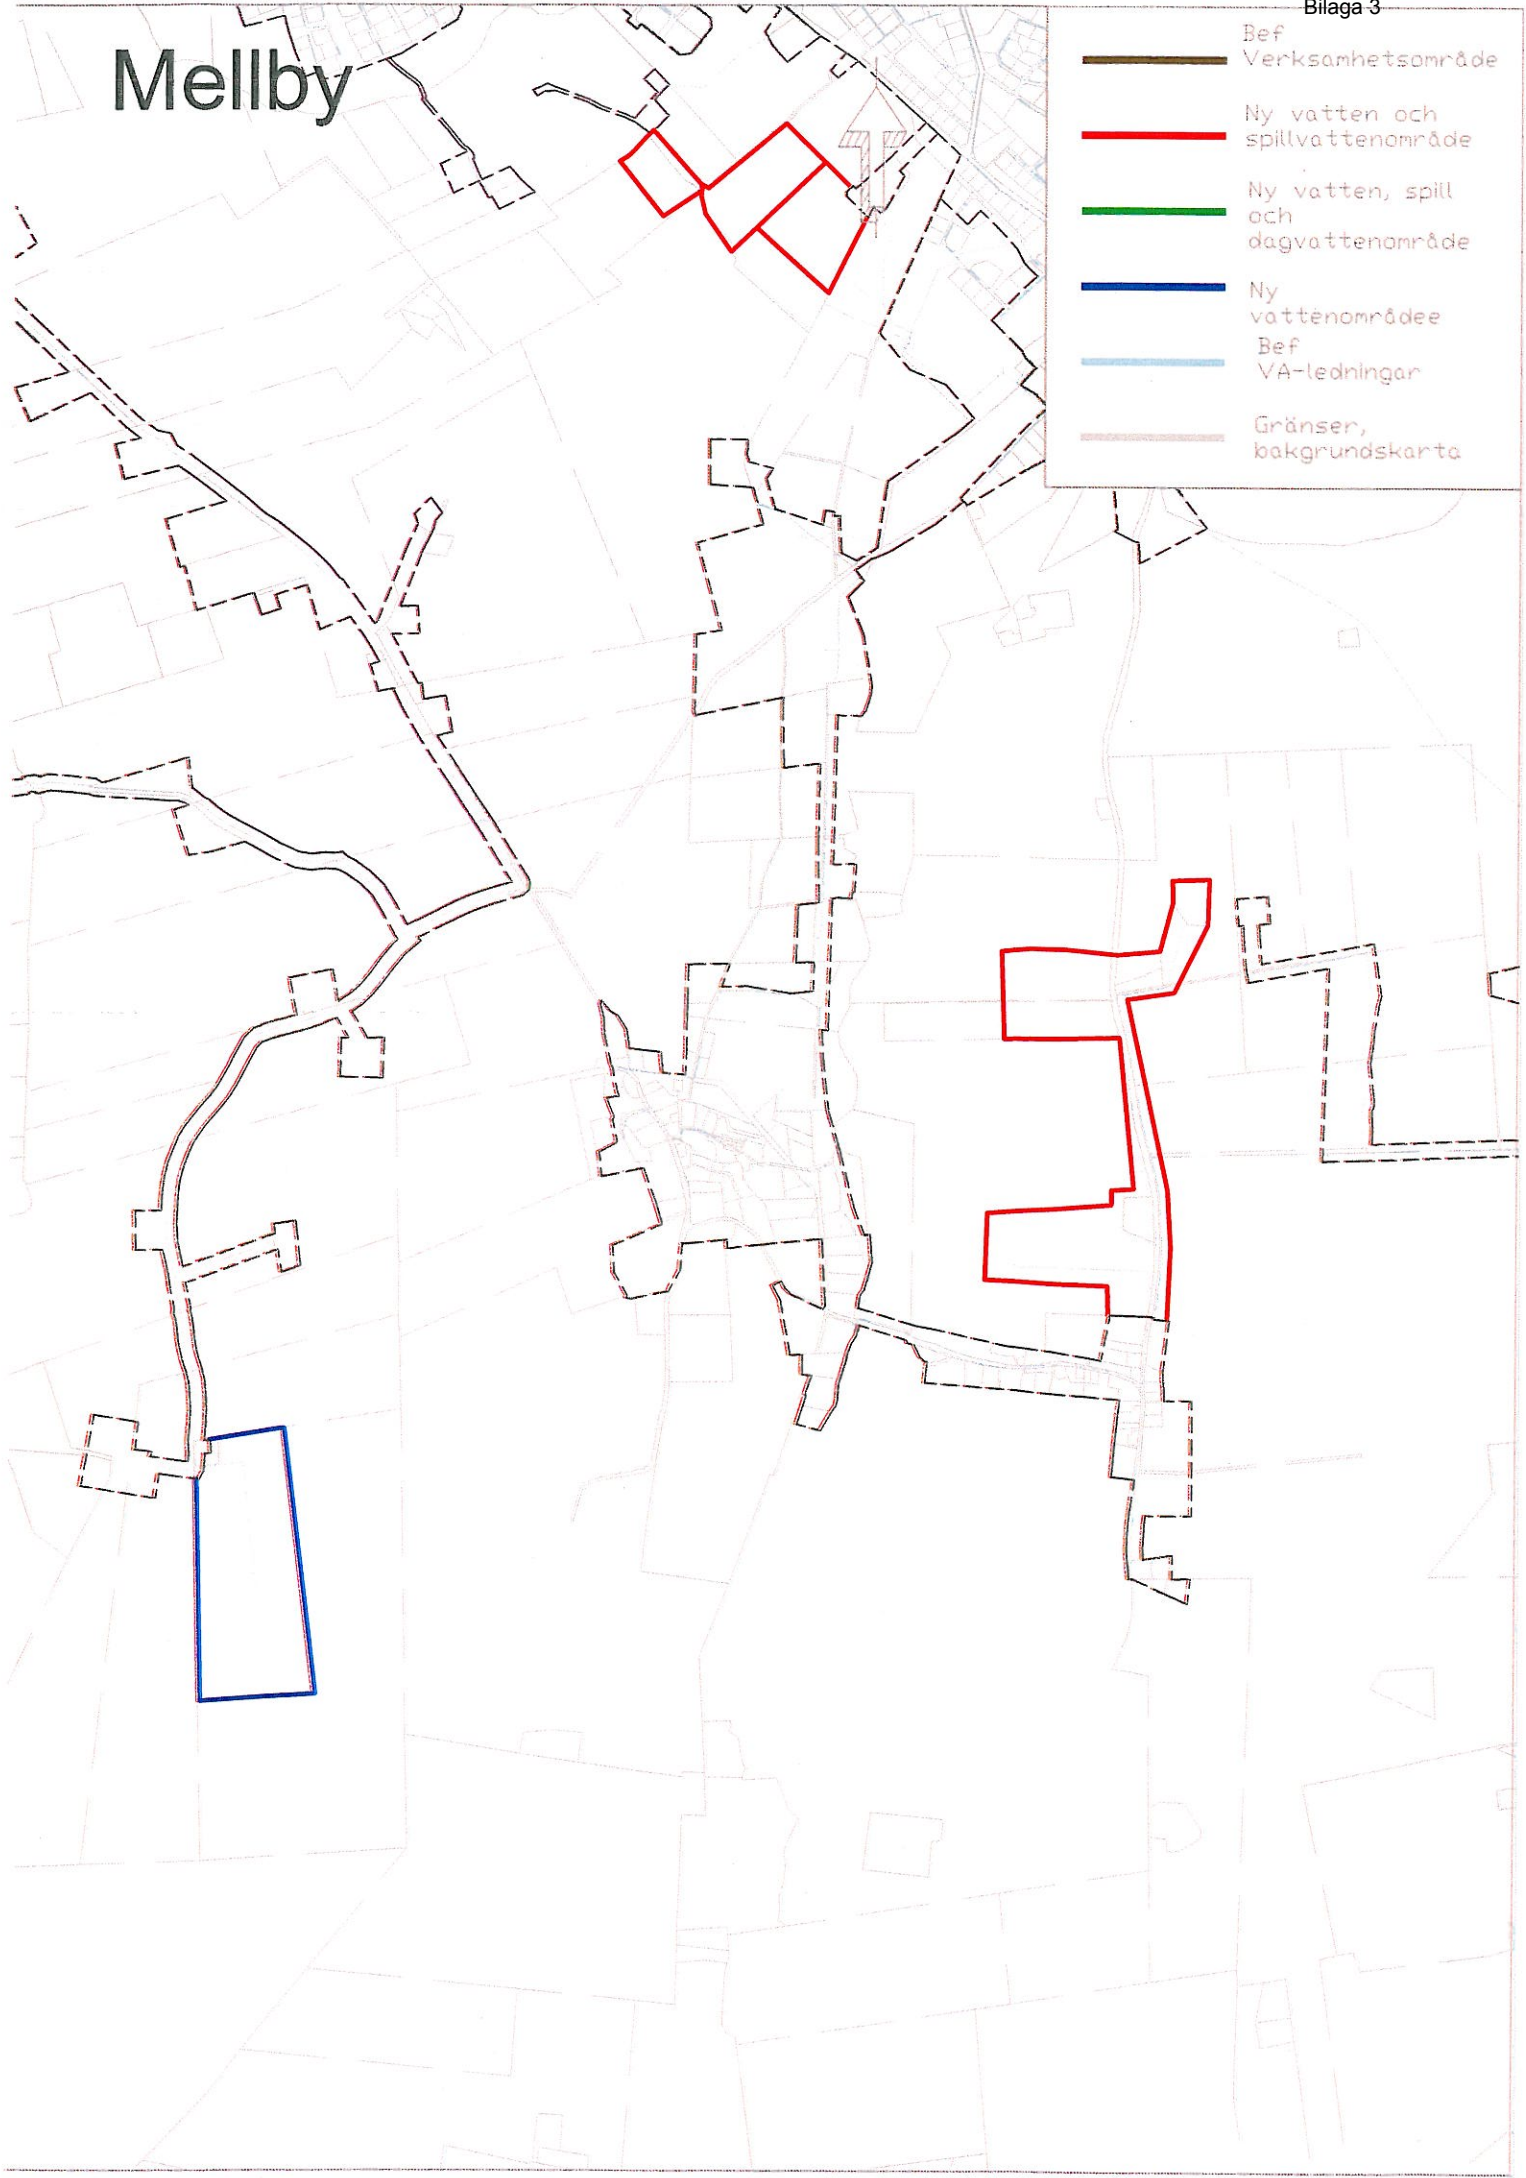 Bilaga 3
Mellby
Bef
Verksamhetsområde
Ny vatten och
spillvattenområde
Ny vatten, spill
och
dagvattenområde
Ny
vattenområdee
Bef
VA-ledningar
Gränser,
bakgrundskarta